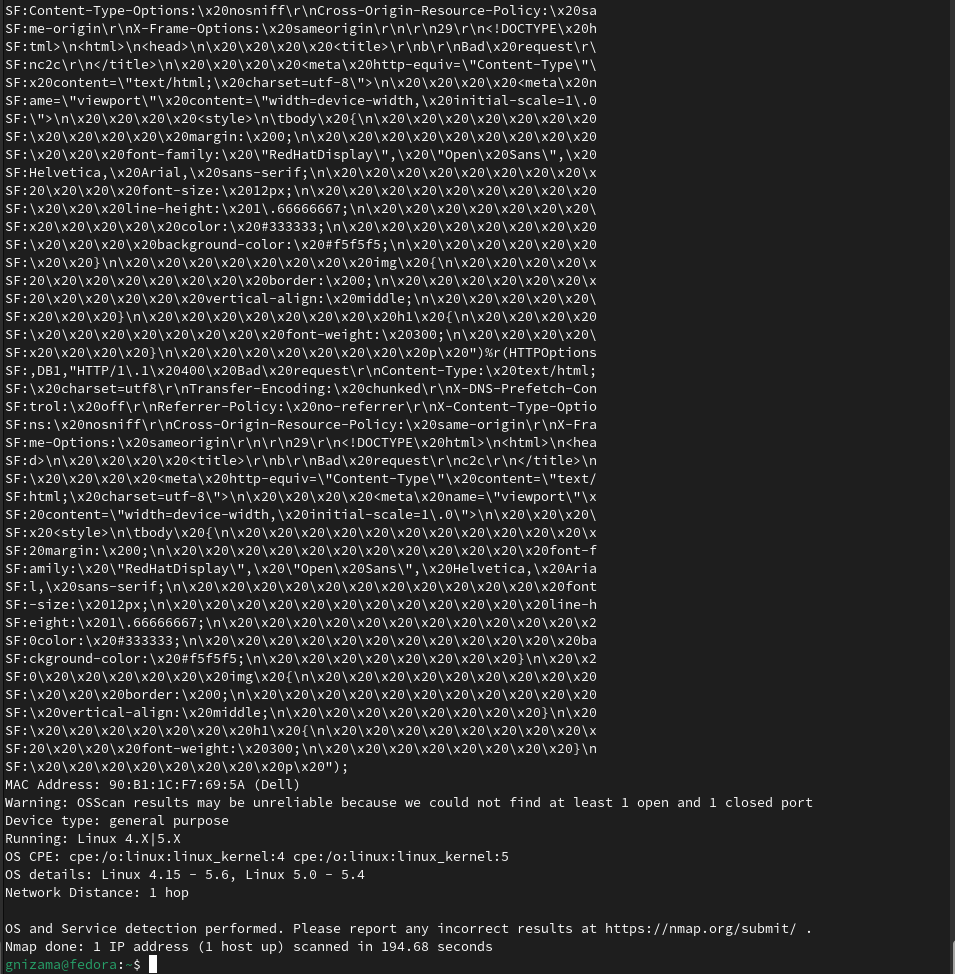 SF:Content-Type-Options:\x20nosniff\r\nCross-Origin-Resource-Policy:\x20sa
SF:me-origin\r\nX-Frame-Options:\x20sameorigin\r\n\r\n29\r\n<!DOCTYPE\x20h
SF:tml>\n<html>\n<head>\n\x20\x20\x20\x20<title>\r\nb\r\nBad\x20request\r\
SF:nc2c\r\n</title>\n\x20\x20\x20\x20<meta\x20http-equiv=\"Content-Type\"\
SF:x20content=\"text/html;\x20charset=utf-8\">\n\x20\x20\x20\x20<meta\x20n
SF:ame=\"viewport\"\x20content=\"width=device-width,\x20initial-scale=1\.0
SF:\">\n\x20\x20\x20\x20<style>\n\tbody\x20{\n\x20\x20\x20\x20\x20\x20\x20
SF:\x20\x20\x20\x20\x20margin:\x200;\n\x20\x20\x20\x20\x20\x20\x20\x20\x20
SF:\x20\x20\x20font-family:\x20\"RedHatDisplay\",\x20\"Open\x20Sans\",\x20
SF:Helvetica,\x20Arial,\x20sans-serif;\n\x20\x20\x20\x20\x20\x20\x20\x20\x
SF:20\x20\x20\x20font-size:\x2012px;\n\x20\x20\x20\x20\x20\x20\x20\x20\x20
SF:\x20\x20\x20line-height:\x201\.66666667;\n\x20\x20\x20\x20\x20\x20\x20\
SF:x20\x20\x20\x20\x20color:\x20#333333;\n\x20\x20\x20\x20\x20\x20\x20\x20
SF:\x20\x20\x20\x20background-color:\x20#f5f5f5;\n\x20\x20\x20\x20\x20\x20
SF:\x20\x20}\n\x20\x20\x20\x20\x20\x20\x20\x20img\x20{\n\x20\x20\x20\x20\x
SF:20\x20\x20\x20\x20\x20\x20\x20border:\x200;\n\x20\x20\x20\x20\x20\x20\x
SF:20\x20\x20\x20\x20\x20vertical-align:\x20middle;\n\x20\x20\x20\x20\x20\
SF:x20\x20\x20}\n\x20\x20\x20\x20\x20\x20\x20\x20h1\x20{\n\x20\x20\x20\x20
SF:\x20\x20\x20\x20\x20\x20\x20\x20font-weight:\x20300;\n\x20\x20\x20\x20\
SF:x20\x20\x20\x20}\n\x20\x20\x20\x20\x20\x20\x20\x20p\x20")%r(HTTPOptions
SF:,DB1,"HTTP/1\.1\x20400\x20Bad\x20request\r\nContent-Type:\x20text/html;
SF:\x20charset=utf8\r\nTransfer-Encoding:\x20chunked\r\nX-DNS-Prefetch-Con
SF:trol:\x20off\r\nReferrer-Policy:\x20no-referrer\r\nX-Content-Type-Optio
SF:ns:\x20nosniff\r\nCross-Origin-Resource-Policy:\x20same-origin\r\nX-Fra
SF:me-Options:\x20sameorigin\r\n\r\n29\r\n<!DOCTYPE\x20html>\n<html>\n<hea
SF:d>\n\x20\x20\x20\x20<title>\r\nb\r\nBad\x20request\r\nc2c\r\n</title>\n
SF:\x20\x20\x20\x20<meta\x20http-equiv=\"Content-Type\"\x20content=\"text/
SF:html;\x20charset=utf-8\">\n\x20\x20\x20\x20<meta\x20name=\"viewport\"\x
SF:20content=\"width=device-width,\x20initial-scale=1\.0\">\n\x20\x20\x20\
SF:x20<style>\n\tbody\x20{\n\x20\x20\x20\x20\x20\x20\x20\x20\x20\x20\x20\x
SF:20margin:\x200;\n\x20\x20\x20\x20\x20\x20\x20\x20\x20\x20\x20\x20font-f
SF:amily:\x20\"RedHatDisplay\",\x20\"Open\x20Sans\",\x20Helvetica,\x20Aria
SF:l,\x20sans-serif;\n\x20\x20\x20\x20\x20\x20\x20\x20\x20\x20\x20\x20font
SF:-size:\x2012px;\n\x20\x20\x20\x20\x20\x20\x20\x20\x20\x20\x20\x20line-h
SF:eight:\x201\.66666667;\n\x20\x20\x20\x20\x20\x20\x20\x20\x20\x20\x20\x2
SF:0color:\x20#333333;\n\x20\x20\x20\x20\x20\x20\x20\x20\x20\x20\x20\x20ba
SF:ckground-color:\x20#f5f5f5;\n\x20\x20\x20\x20\x20\x20\x20\x20}\n\x20\x2
SF:0\x20\x20\x20\x20\x20\x20img\x20{\n\x20\x20\x20\x20\x20\x20\x20\x20\x20
SF:\x20\x20\x20border:\x200;\n\x20\x20\x20\x20\x20\x20\x20\x20\x20\x20\x20
SF:\x20vertical-align:\x20middle;\n\x20\x20\x20\x20\x20\x20\x20\x20}\n\x20
SF:\x20\x20\x20\x20\x20\x20\x20h1\x20{\n\x20\x20\x20\x20\x20\x20\x20\x20\x
SF:20\x20\x20\x20font-weight:\x20300;\n\x20\x20\x20\x20\x20\x20\x20\x20}\n
SF:\x20\x20\x20\x20\x20\x20\x20\x20p\x20");
MAC Address: 90:B1:1C:F7:69:5A (Dell)
Warning: OSScan results may be unreliable because we could not find at least 1 open and 1 closed port
Device type: general purpose
Running: Linux 4.X|5.X
OS CPE: cpe:/o:linux:linux_kernel:4 cpe:/o:linux:linux_kernel:5
OS details: Linux 4.15 - 5.6, Linux 5.0 - 5.4
Network Distance: 1 hop
OS and Service detection performed. Please report any incorrect results at https://nmap.org/submit/ .
Nmap done: 1 IP address (1 host up) scanned in 194.68 seconds
gnizama@fedora:~$